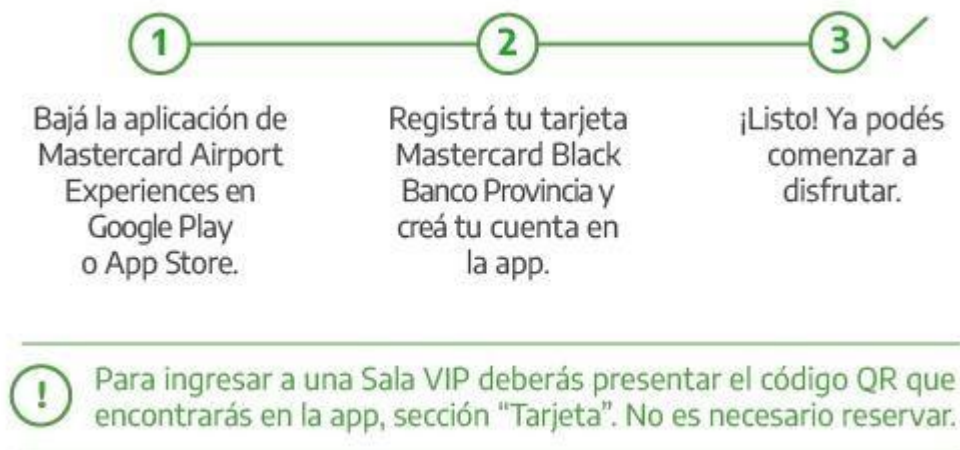 1
Bajá la aplicación de
Mastercard Airport
Experiences en
Google Play
o App Store.
2
Registrá tu tarjeta
Mastercard Black
Banco Provincia y
creá tu cuenta en
la app.
3
¡Listo! Ya podés
comenzar a
disfrutar.
!
Para ingresar a una Sala VIP deberás presentar el código QR que
encontrarás en la app, sección “Tarjeta”. No es necesario reservar.